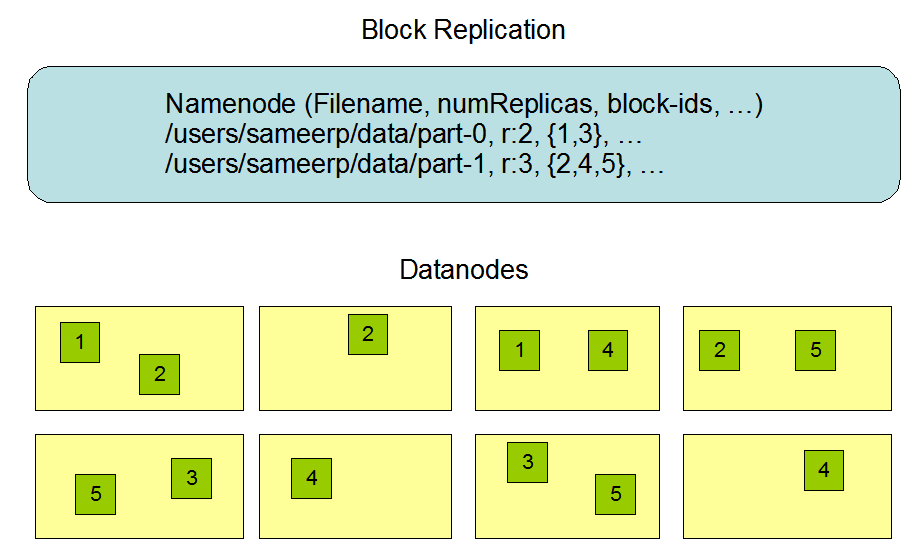 Block Replication
Namenode (Filename, numReplicas, block-ids, …)
/users/sameerp/data/part-0, r:2, {1,3}, …
/users/sameerp/data/part-1, r:3, {2,4,5}, …
Datanodes
1
2
2
1
4
2
5
5
3
4
3
5
4